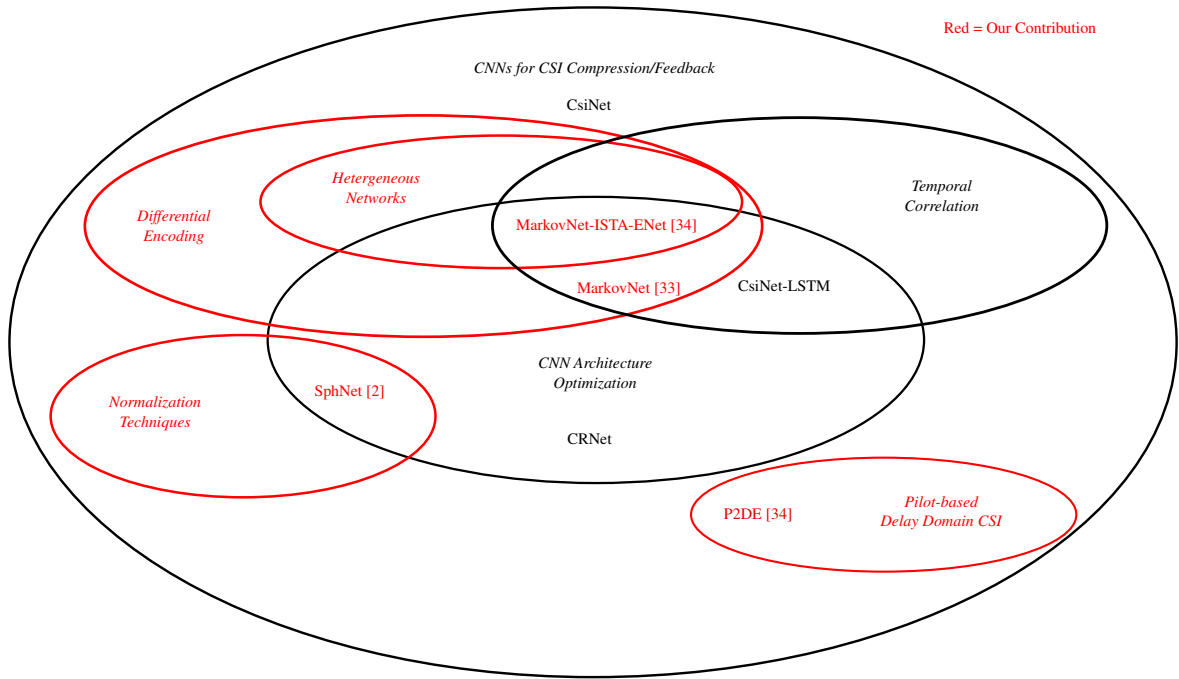 Red = Our Contribution
CNNs for CSI Compression/Feedback
CsiNet
Hetergeneous
Networks
Temporal
Correlation
Differential
Encoding
MarkovNet-ISTA-ENet [34]
MarkovNet [33]
CsiNet-LSTM
CNN Architecture
Optimization
SphNet [2]
Normalization
Techniques
CRNet
P2DE [34]
Pilot-based
Delay Domain CSI